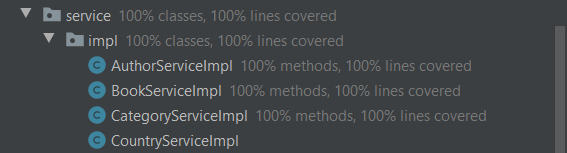 service 100% classes, 100% lines covered
impl 100% classes, 100% lines covered
C AuthorServiceImpl 100% methods, 100% lines covered
C BookServiceImpl 100% methods, 100% lines covered
C CategoryServiceImpl 100% methods, 100% lines covered
C CountryServiceImpl